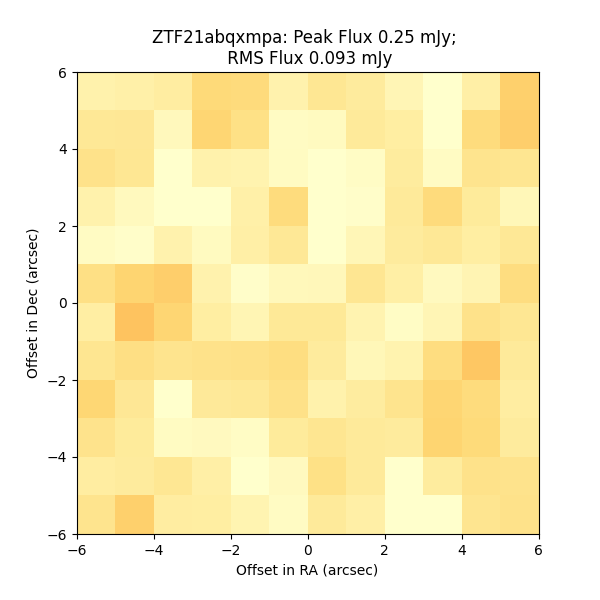 ZTF21abqxmpa: Peak Flux 0.25 mJy;
RMS Flux 0.093 mJy
6
4
2
0
−2
−4
−6
Offset in Dec (arcsec)
−6 −4 −2 0 2 4 6
Offset in RA (arcsec)